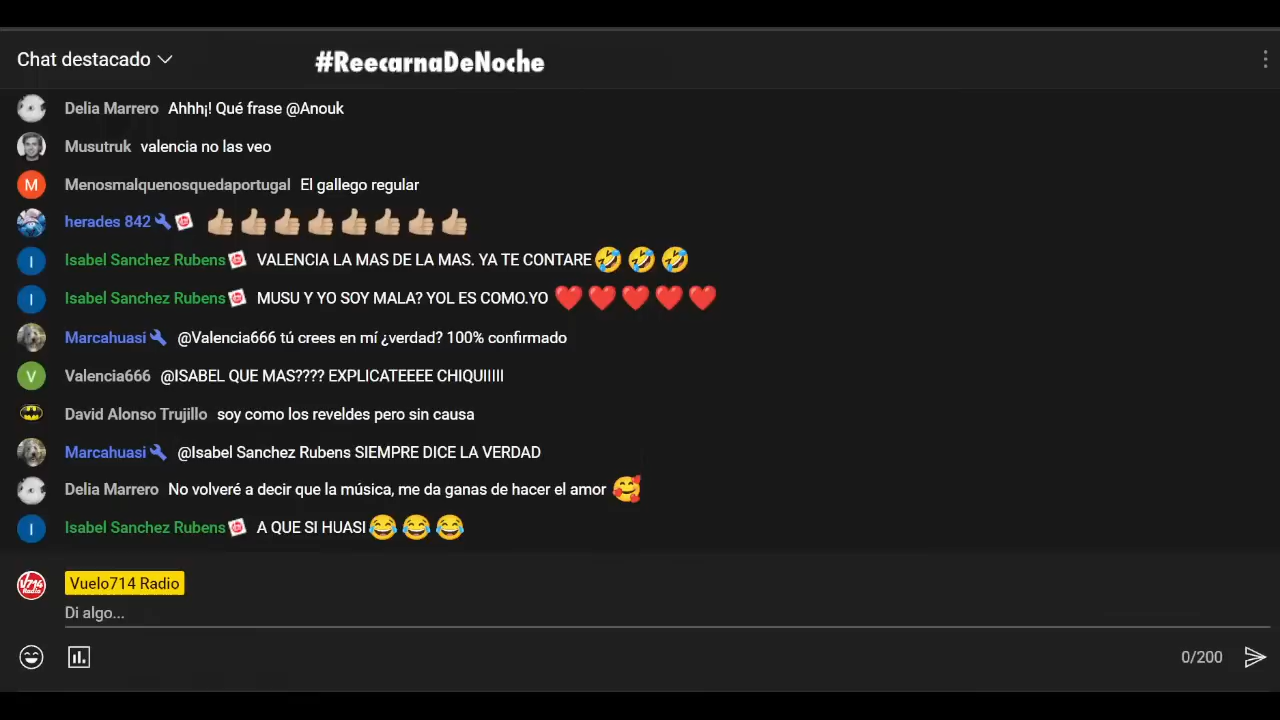 Chat destacado
#ReecarnaDeNoche
Delia Marrero Ahhh¡! Qué frase @Anouk
Musutruk valencia no las veo
M Menosmalquenosquedaportugal El gallego regular
herades 842 👍🏼👍🏼👍🏼👍🏼👍🏼👍🏼👍🏼👍🏼
I Isabel Sanchez Rubens VALENCIA LA MAS DE LA MAS. YA TE CONTARE🤣🤣🤣
I Isabel Sanchez Rubens MUSU Y YO SOY MALA? YOL ES COMO.YO ❤️❤️❤️❤️❤️
Marcahuasi @Valencia666 tú crees en mí ¿verdad? 100% confirmado
V Valencia666 @ISABEL QUE MAS???? EXPLICATEEEE CHIQUIIIII
David Alonso Trujillo soy como los reveldes pero sin causa
Marcahuasi @Isabel Sanchez Rubens SIEMPRE DICE LA VERDAD
Delia Marrero No volveré a decir que la música, me da ganas de hacer el amor 🥰
I Isabel Sanchez Rubens A QUE SI HUASI😂😂😂
V714 Radio Vuelo714 Radio
Di algo...
0/200